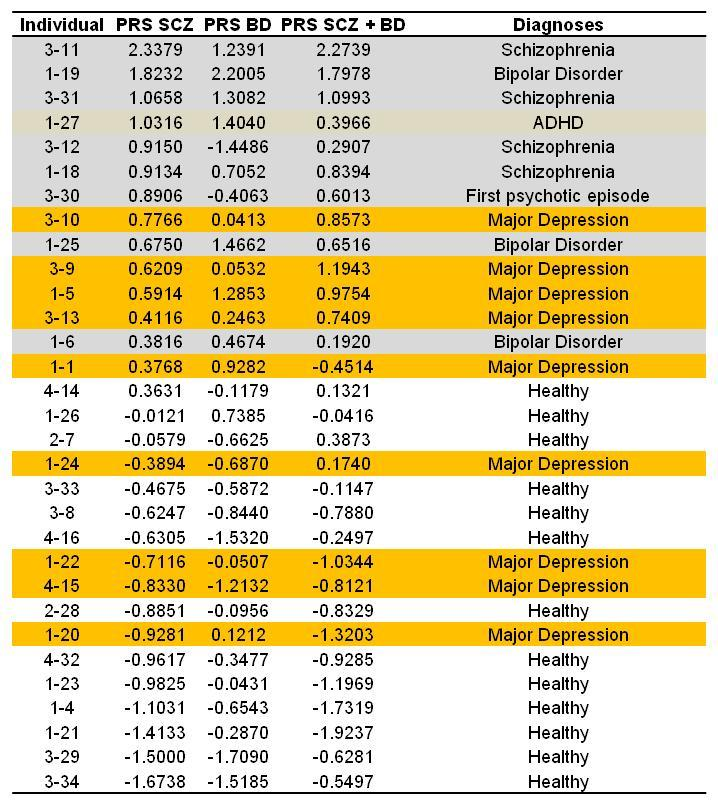 Individual PRS SCZ PRS BD PRS SCZ + BD Diagnoses
3-11 2.3379 1.2391 2.2739 Schizophrenia
1-19 1.8232 2.2005 1.7978 Bipolar Disorder
3-31 1.0658 1.3082 1.0993 Schizophrenia
1-27 1.0316 1.4040 0.3966 ADHD
3-12 0.9150 -1.4486 0.2907 Schizophrenia
1-18 0.9134 0.7052 0.8394 Schizophrenia
3-30 0.8906 -0.4063 0.6013 First psychotic episode
3-10 0.7766 0.0413 0.8573 Major Depression
1-25 0.6750 1.4662 0.6516 Bipolar Disorder
3-9 0.6209 0.0532 1.1943 Major Depression
1-5 0.5914 1.2853 0.9754 Major Depression
3-13 0.4116 0.2463 0.7409 Major Depression
1-6 0.3816 0.4674 0.1920 Bipolar Disorder
1-1 0.3768 0.9282 -0.4514 Major Depression
4-14 0.3631 -0.1179 0.1321 Healthy
1-26 -0.0121 0.7385 -0.0416 Healthy
2-7 -0.0579 -0.6625 0.3873 Healthy
1-24 -0.3894 -0.6870 0.1740 Major Depression
3-33 -0.4675 -0.5872 -0.1147 Healthy
3-8 -0.6247 -0.8440 -0.7880 Healthy
4-16 -0.6305 -1.5320 -0.2497 Healthy
1-22 -0.7116 -0.0507 -1.0344 Major Depression
4-15 -0.8330 -1.2132 -0.8121 Major Depression
2-28 -0.8851 -0.0956 -0.8329 Healthy
1-20 -0.9281 0.1212 -1.3203 Major Depression
4-32 -0.9617 -0.3477 -0.9285 Healthy
1-23 -0.9825 -0.0431 -1.1969 Healthy
1-4 -1.1031 -0.6543 -1.7319 Healthy
1-21 -1.4133 -0.2870 -1.9237 Healthy
3-29 -1.5000 -1.7090 -0.6281 Healthy
3-34 -1.6738 -1.5185 -0.5497 Healthy